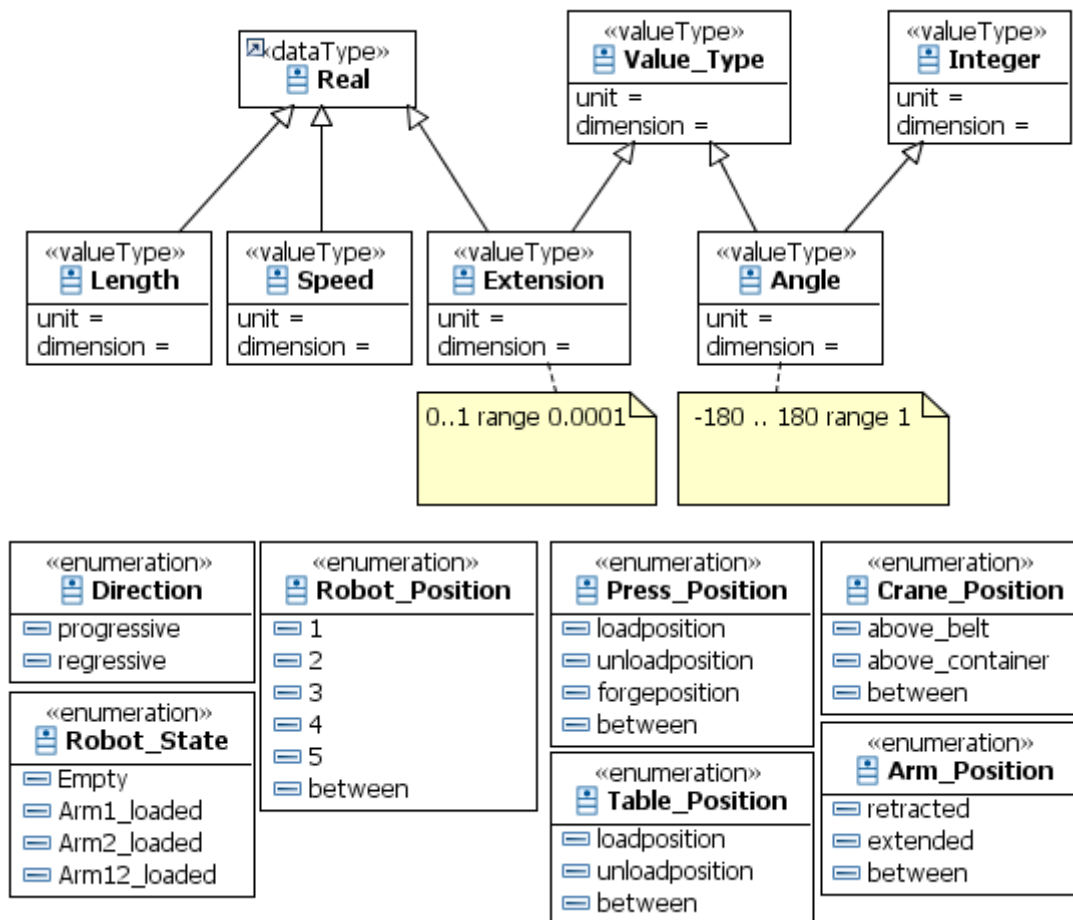 «dataType»
Real
«valueType»
Value_Type
unit =
dimension =
«valueType»
Integer
unit =
dimension =
«valueType»
Length
unit =
dimension =
«valueType»
Speed
unit =
dimension =
«valueType»
Extension
unit =
dimension =
«valueType»
Angle
unit =
dimension =
0..1 range 0.0001
-180 .. 180 range 1
«enumeration»
Direction
progressive
regressive
«enumeration»
Robot_State
Empty
Arm1_loaded
Arm2_loaded
Arm12_loaded
«enumeration»
Robot_Position
1
2
3
4
5
between
«enumeration»
Press_Position
loadposition
unloadposition
forgeposition
between
«enumeration»
Table_Position
loadposition
unloadposition
between
«enumeration»
Crane_Position
above_belt
above_container
between
«enumeration»
Arm_Position
retracted
extended
between